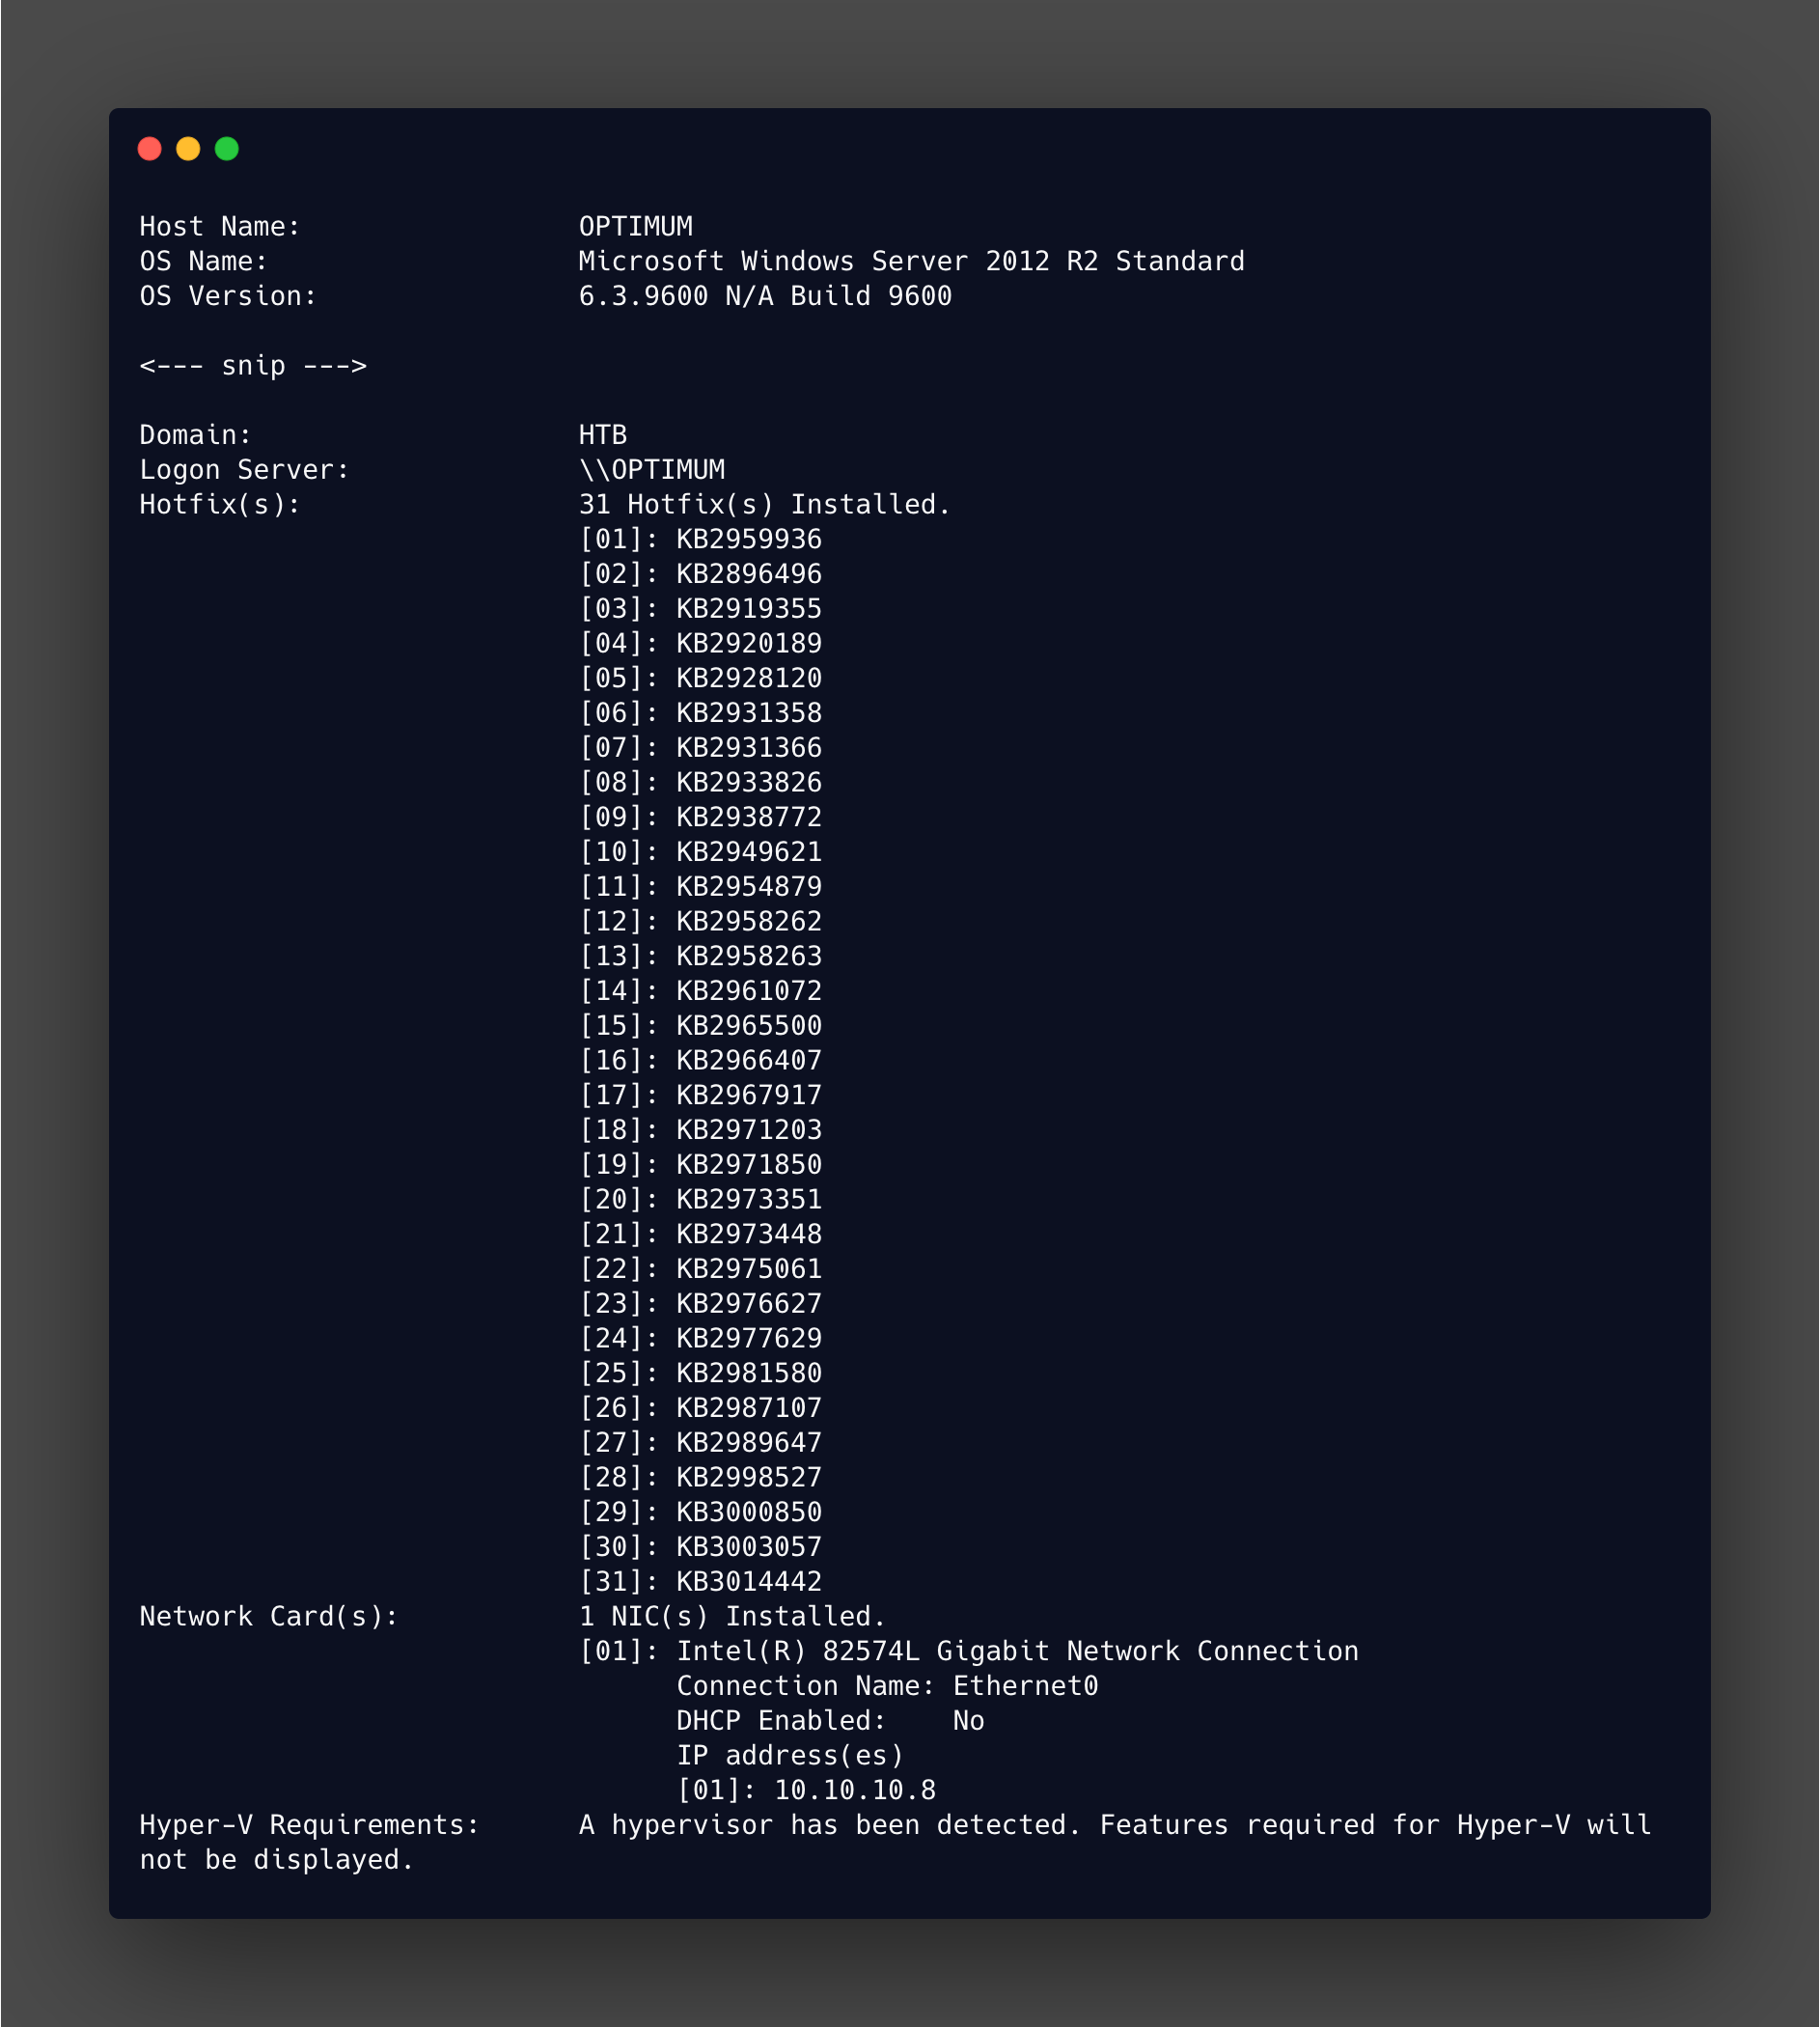 Host Name:                 OPTIMUM
OS Name:                   Microsoft Windows Server 2012 R2 Standard
OS Version:                6.3.9600 N/A Build 9600
<--- snip --->
Domain:                    HTB
Logon Server:              \\OPTIMUM
Hotfix(s):                 31 Hotfix(s) Installed.
                           [01]: KB2959936
                           [02]: KB2896496
                           [03]: KB2919355
                           [04]: KB2920189
                           [05]: KB2928120
                           [06]: KB2931358
                           [07]: KB2931366
                           [08]: KB2933826
                           [09]: KB2938772
                           [10]: KB2949621
                           [11]: KB2954879
                           [12]: KB2958262
                           [13]: KB2958263
                           [14]: KB2961072
                           [15]: KB2965500
                           [16]: KB2966407
                           [17]: KB2967917
                           [18]: KB2971203
                           [19]: KB2971850
                           [20]: KB2973351
                           [21]: KB2973448
                           [22]: KB2975061
                           [23]: KB2976627
                           [24]: KB2977629
                           [25]: KB2981580
                           [26]: KB2987107
                           [27]: KB2989647
                           [28]: KB2998527
                           [29]: KB3000850
                           [30]: KB3003057
                           [31]: KB3014442
Network Card(s):           1 NIC(s) Installed.
                           [01]: Intel(R) 82574L Gigabit Network Connection
                                 Connection Name: Ethernet0
                                 DHCP Enabled:    No
                                 IP address(es)
                                 [01]: 10.10.10.8
Hyper-V Requirements:      A hypervisor has been detected. Features required for Hyper-V will
not be displayed.